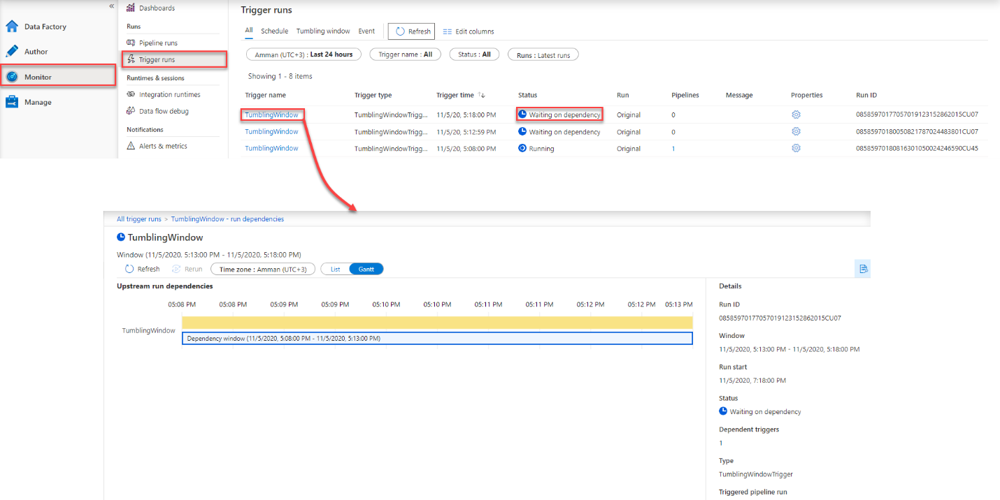 «
Data Factory
Author
Monitor
Manage
Dashboards
Runs
Pipeline runs
Trigger runs
Runtimes & sessions
Integration runtimes
Data flow debug
Notifications
Alerts & metrics
Trigger runs
All Schedule Tumbling window Event Refresh Edit columns
Amman (UTC+3) : Last 24 hours Trigger name : All Status : All Runs : Latest runs
Showing 1 - 8 items
Trigger name Trigger type Trigger time ↑↓ Status Run Pipelines Message Properties Run ID
TumblingWindow TumblingWindowTrigg... 11/5/20, 5:18:00 PM Waiting on dependency Original 0 08585970177057019123152862015CU07
TumblingWindow TumblingWindowTrigg... 11/5/20, 5:12:59 PM Waiting on dependency Original 0 08585970180050821787024483801CU07
TumblingWindow TumblingWindowTrigg... 11/5/20, 5:08:00 PM Running Original 1 08585970180816301050024246590CU45
All trigger runs > TumblingWindow - run dependencies
TumblingWindow
Window (11/5/2020, 5:13:00 PM - 11/5/2020, 5:18:00 PM)
Refresh Rerun Time zone : Amman (UTC+3) List Gantt
Upstream run dependencies
05:08 PM 05:08 PM 05:09 PM 05:09 PM 05:10 PM 05:10 PM 05:11 PM 05:11 PM 05:12 PM 05:12 PM 05:13 PM
TumblingWindow
Dependency window (11/5/2020, 5:08:00 PM - 11/5/2020, 5:13:00 PM)
Details
Run ID
08585970177057019123152862015CU07
Window
11/5/2020, 5:13:00 PM - 11/5/2020, 5:18:00 PM
Run start
11/5/2020, 7:18:00 PM
Status
Waiting on dependency
Dependent triggers
1
Type
TumblingWindowTrigger
Triggered pipeline run